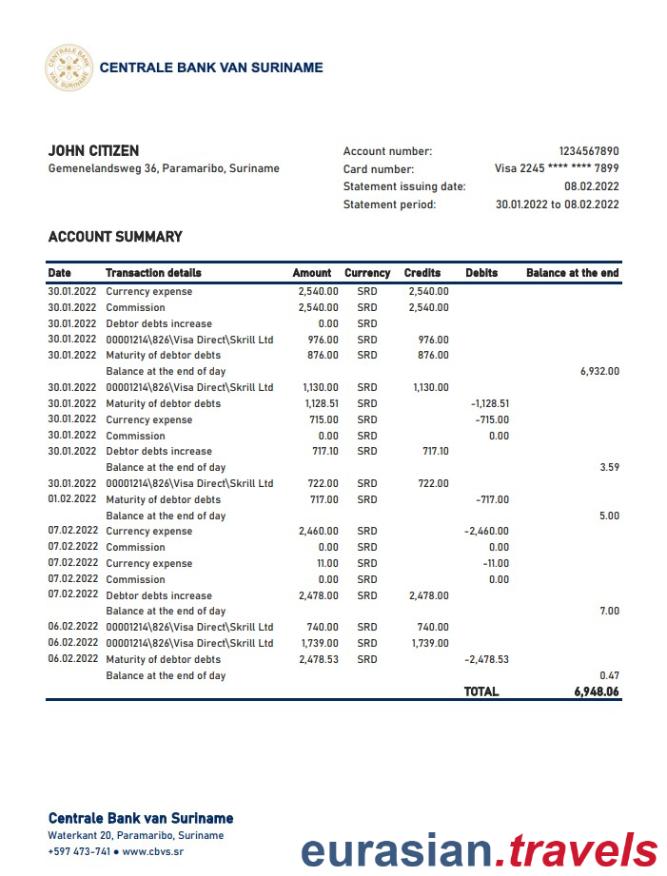 CENTRALE BANK VAN SURINAME
CENTRALE BANK VAN SURINAME
JOHN CITIZEN
Gemenelandsweg 36, Paramaribo, Suriname
Account number: 1234567890
Card number: Visa 2245 **** **** 7899
Statement issuing date: 08.02.2022
Statement period: 30.01.2022 to 08.02.2022
ACCOUNT SUMMARY
Date Transaction details Amount Currency Credits Debits Balance at the end
30.01.2022 Currency expense 2,540.00 SRD 2,540.00
30.01.2022 Commission 2,540.00 SRD 2,540.00
30.01.2022 Debtor debts increase 0.00 SRD
30.01.2022 00001214\826\Visa Direct\Skrill Ltd 976.00 SRD 976.00
30.01.2022 Maturity of debtor debts 876.00 SRD 876.00
Balance at the end of day 6,932.00
30.01.2022 00001214\826\Visa Direct\Skrill Ltd 1,130.00 SRD 1,130.00
30.01.2022 Maturity of debtor debts 1,128.51 SRD -1,128.51
30.01.2022 Currency expense 715.00 SRD -715.00
30.01.2022 Commission 0.00 SRD 0.00
30.01.2022 Debtor debts increase 717.10 SRD 717.10
Balance at the end of day 3.59
30.01.2022 00001214\826\Visa Direct\Skrill Ltd 722.00 SRD 722.00
01.02.2022 Maturity of debtor debts 717.00 SRD -717.00
Balance at the end of day 5.00
07.02.2022 Currency expense 2,460.00 SRD -2,460.00
07.02.2022 Commission 0.00 SRD 0.00
07.02.2022 Currency expense 11.00 SRD -11.00
07.02.2022 Commission 0.00 SRD 0.00
07.02.2022 Debtor debts increase 2,478.00 SRD 2,478.00
Balance at the end of day 7.00
06.02.2022 00001214\826\Visa Direct\Skrill Ltd 740.00 SRD 740.00
06.02.2022 00001214\826\Visa Direct\Skrill Ltd 1,739.00 SRD 1,739.00
06.02.2022 Maturity of debtor debts 2,478.53 SRD -2,478.53
Balance at the end of day 0.47
TOTAL 6,948.06
Centrale Bank van Suriname
Waterkant 20, Paramaribo, Suriname
+597 473-741 ● www.cbvs.sr
eurasian.travels